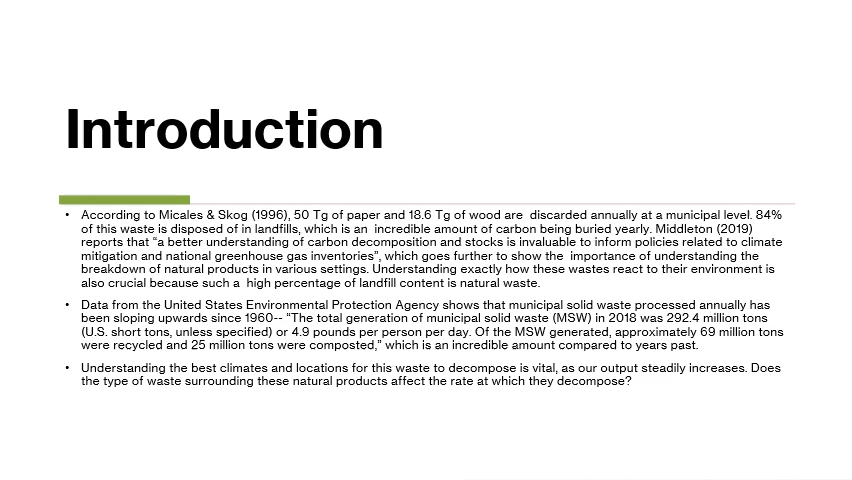 Introduction
• According to Micales & Skog (1996), 50 Tg of paper and 18.6 Tg of wood are  discarded annually at a municipal level. 84%
of this waste is disposed of in landfills, which is an  incredible amount of carbon being buried yearly. Middleton (2019)
reports that “a better understanding of carbon decomposition and stocks is invaluable to inform policies related to climate
mitigation and national greenhouse gas inventories”, which goes further to show the  importance of understanding the
breakdown of natural products in various settings. Understanding exactly how these wastes react to their environment is
also crucial because such a  high percentage of landfill content is natural waste.
• Data from the United States Environmental Protection Agency shows that municipal solid waste processed annually has
been sloping upwards since 1960-- “The total generation of municipal solid waste (MSW) in 2018 was 292.4 million tons
(U.S. short tons, unless specified) or 4.9 pounds per person per day. Of the MSW generated, approximately 69 million tons
were recycled and 25 million tons were composted,” which is an incredible amount compared to years past.
• Understanding the best climates and locations for this waste to decompose is vital, as our output steadily increases. Does
the type of waste surrounding these natural products affect the rate at which they decompose?